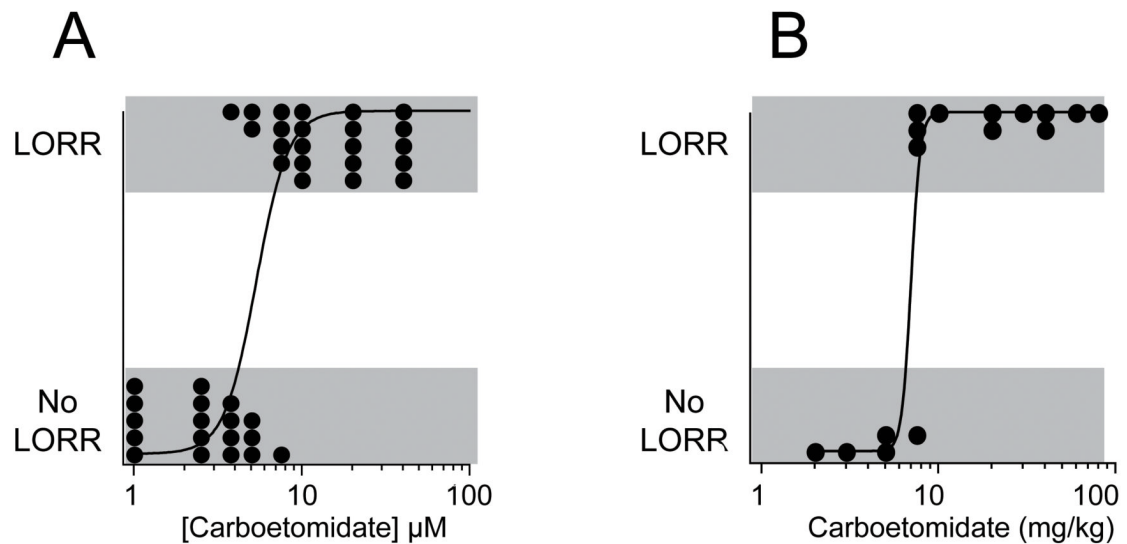 A
B
LORR
No
LORR
1
10
100
[Carboetomidate] µM
LORR
No
LORR
1
10
100
Carboetomidate (mg/kg)